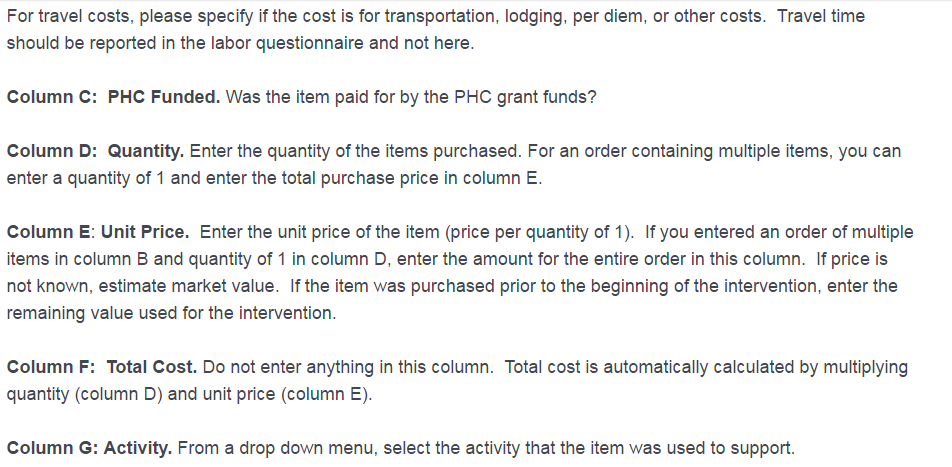 For travel costs, please specify if the cost is for transportation, lodging, per diem, or other costs.  Travel time
should be reported in the labor questionnaire and not here.
Column C:  PHC Funded. Was the item paid for by the PHC grant funds?
Column D:  Quantity. Enter the quantity of the items purchased. For an order containing multiple items, you can
enter a quantity of 1 and enter the total purchase price in column E.
Column E: Unit Price.  Enter the unit price of the item (price per quantity of 1).  If you entered an order of multiple
items in column B and quantity of 1 in column D, enter the amount for the entire order in this column.  If price is
not known, estimate market value.  If the item was purchased prior to the beginning of the intervention, enter the
remaining value used for the intervention.
Column F:  Total Cost. Do not enter anything in this column.  Total cost is automatically calculated by multiplying
quantity (column D) and unit price (column E).
Column G: Activity. From a drop down menu, select the activity that the item was used to support.